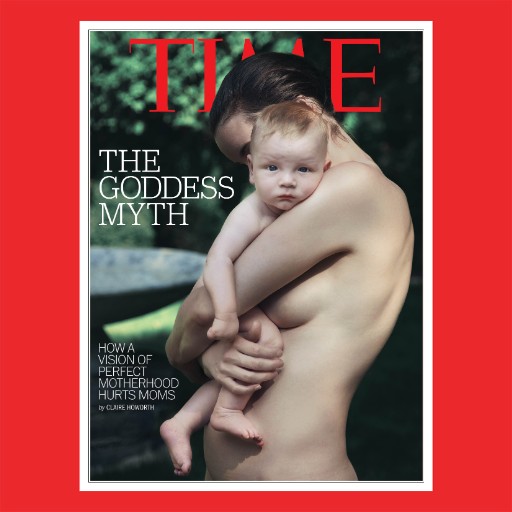 TIME
THE
GODDESS
MYTH
HOW A
VISION OF
PERFECT
MOTHERHOOD
HURTS MOMS
by CLAIRE HOWORTH